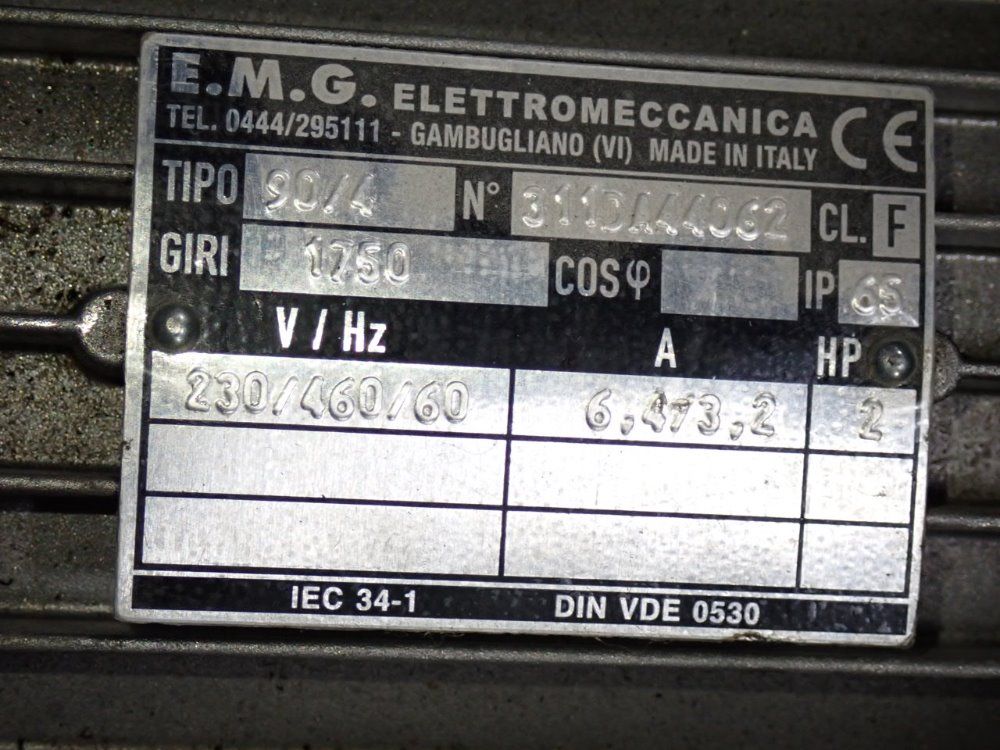 E.M.G. ELETTROMECCANICA CE
TEL. 0444/295111 - GAMBUGLIANO (VI) MADE IN ITALY
TIPO 90/4 N° 311DA44062 CL. F
GIRI 1750 COSφ IP 65
V / Hz A HP
230/460/60 6,4/3,2 2
IEC 34-1 DIN VDE 0530